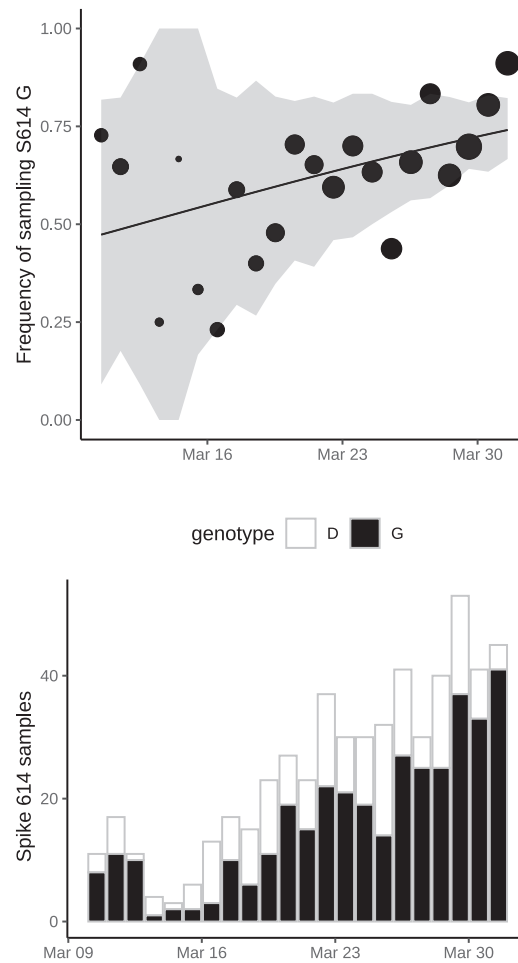 Frequency of sampling S614 G
1.00
0.75
0.50
0.25
0.00
Mar 16 Mar 23 Mar 30
genotype D G
Spike 614 samples
40
20
0
Mar 09 Mar 16 Mar 23 Mar 30